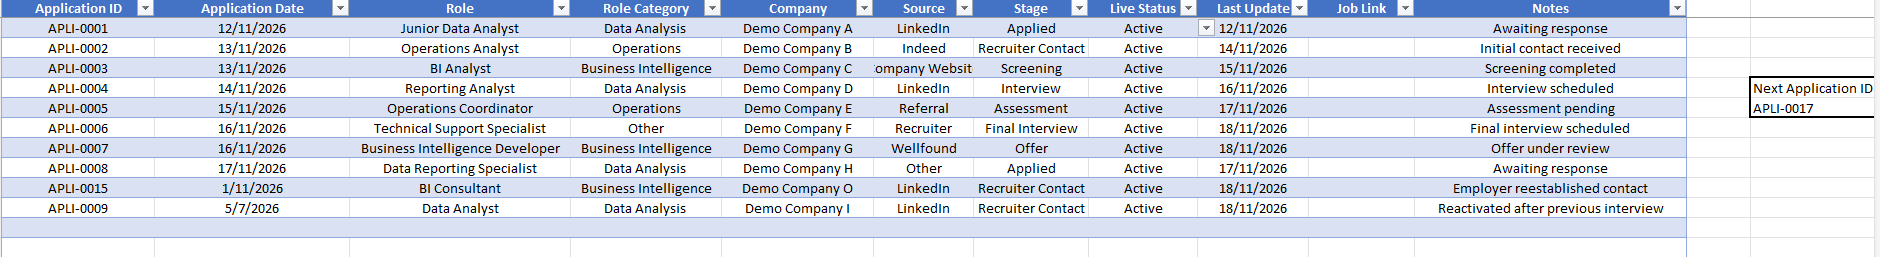 Application ID Application Date Role Role Category Company Source Stage Live Status Last Update Job Link Notes
APLI-0001 12/11/2026 Junior Data Analyst Data Analysis Demo Company A LinkedIn Applied Active 12/11/2026 Awaiting response
APLI-0002 13/11/2026 Operations Analyst Operations Demo Company B Indeed Recruiter Contact Active 14/11/2026 Initial contact received
APLI-0003 13/11/2026 BI Analyst Business Intelligence Demo Company C ompany Websit Screening Active 15/11/2026 Screening completed
APLI-0004 14/11/2026 Reporting Analyst Data Analysis Demo Company D LinkedIn Interview Active 16/11/2026 Interview scheduled Next Application ID
APLI-0005 15/11/2026 Operations Coordinator Operations Demo Company E Referral Assessment Active 17/11/2026 Assessment pending APLI-0017
APLI-0006 16/11/2026 Technical Support Specialist Other Demo Company F Recruiter Final Interview Active 18/11/2026 Final interview scheduled
APLI-0007 16/11/2026 Business Intelligence Developer Business Intelligence Demo Company G Wellfound Offer Active 18/11/2026 Offer under review
APLI-0008 17/11/2026 Data Reporting Specialist Data Analysis Demo Company H Other Applied Active 17/11/2026 Awaiting response
APLI-0015 1/11/2026 BI Consultant Business Intelligence Demo Company O LinkedIn Recruiter Contact Active 18/11/2026 Employer reestablished contact
APLI-0009 5/7/2026 Data Analyst Data Analysis Demo Company I LinkedIn Recruiter Contact Active 18/11/2026 Reactivated after previous interview